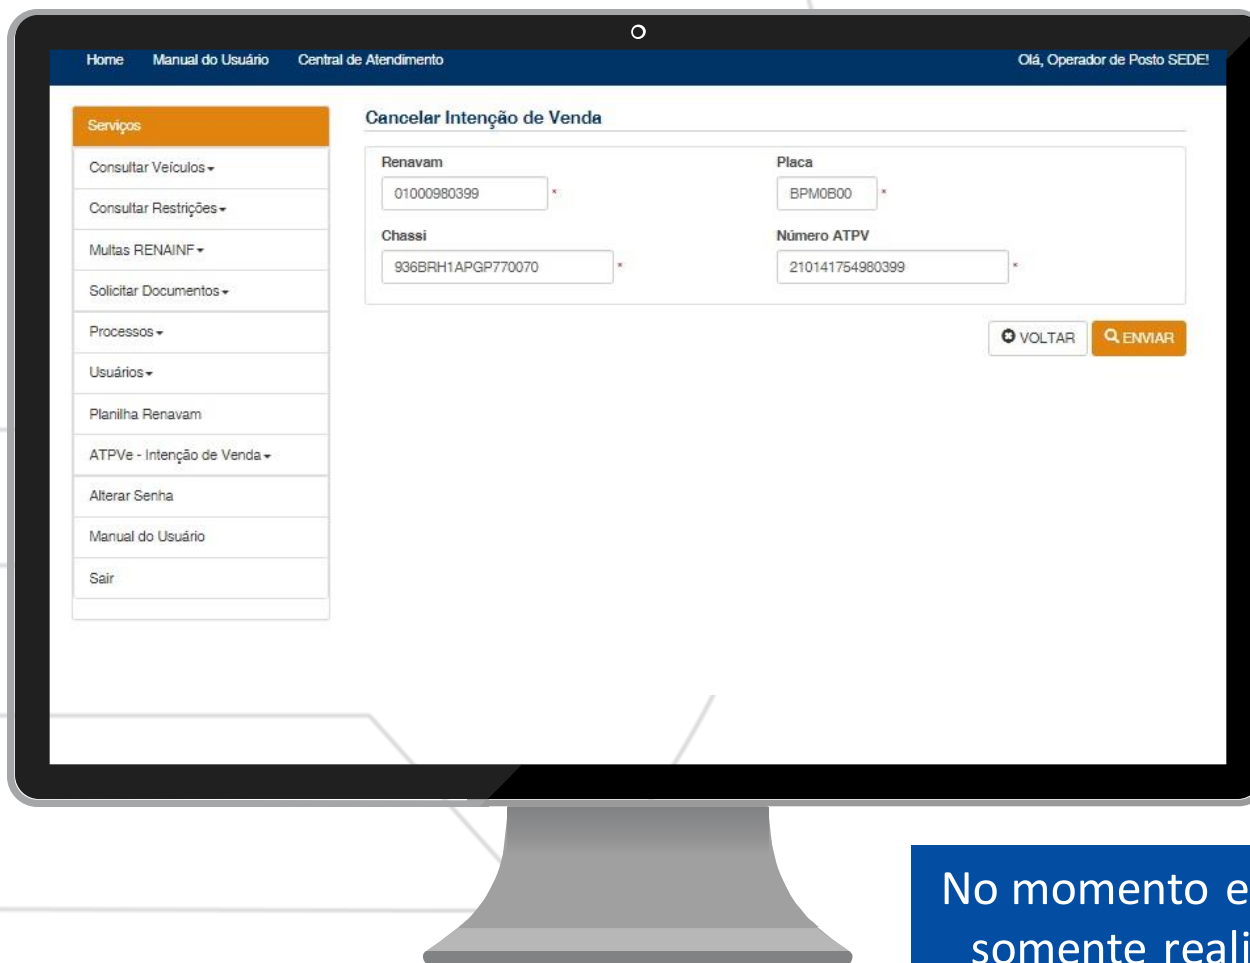 Home Manual do Usuário Central de Atendimento Olá, Operador de Posto SEDE!
Serviços
Consultar Veículos
Consultar Restrições
Multas RENAINF
Solicitar Documentos
Processos
Usuários
Planilha Renavam
ATPVe - Intenção de Venda
Alterar Senha
Manual do Usuário
Sair
Cancelar Intenção de Venda
Renavam Placa
01000980399 * BPM0B00 *
Chassi Número ATPV
936BRH1APGP770070 * 210141754980399 *
VOLTAR ENVIAR
No momento e
somente reali